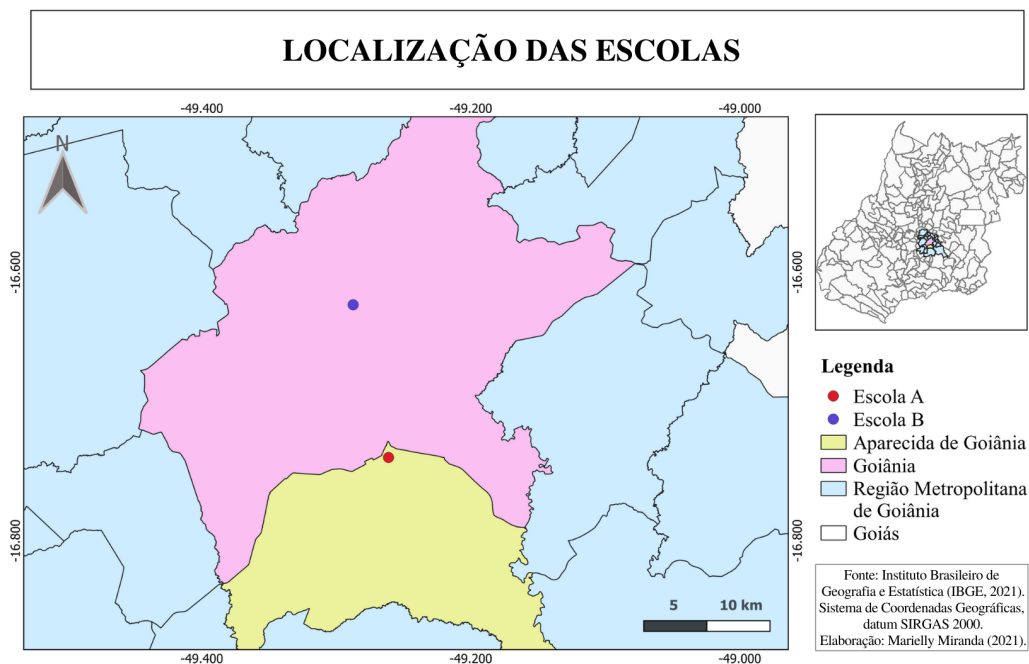 LOCALIZAÇÃO DAS ESCOLAS
-49.400
-49.200
-49.000
N
-16.600
-16.600
-16.800
-16.800
5
10 km
-49.400
-49.200
-49.000
Legenda
Escola A
Escola B
Aparecida de Goiânia
Goiânia
Região Metropolitana
de Goiânia
Goiás
Fonte: Instituto Brasileiro de
Geografia e Estatística (IBGE, 2021).
Sistema de Coordenadas Geográficas,
datum SIRGAS 2000.
Elaboração: Marielly Miranda (2021).